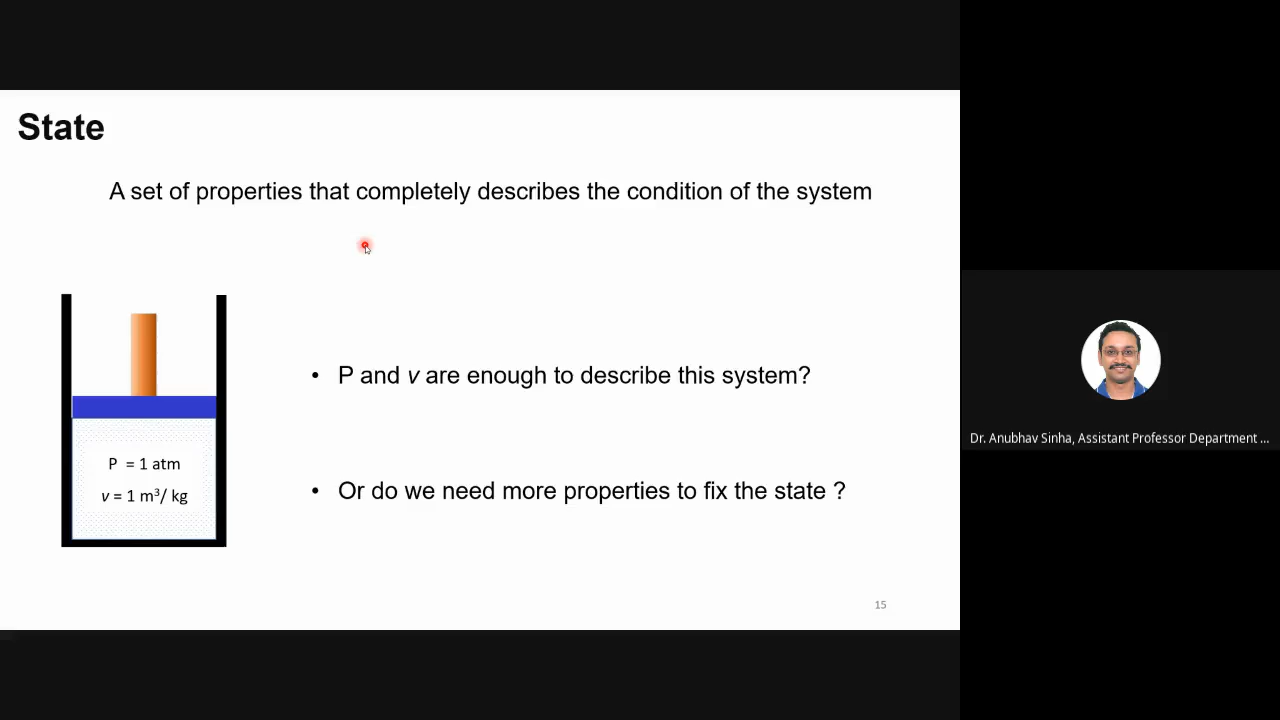 State
A set of properties that completely describes the condition of the system
• P and v are enough to describe this system?
P = 1 atm
v = 1 m³/ kg
• Or do we need more properties to fix the state ?
15
Dr. Anubhav Sinha, Assistant Professor Department ...